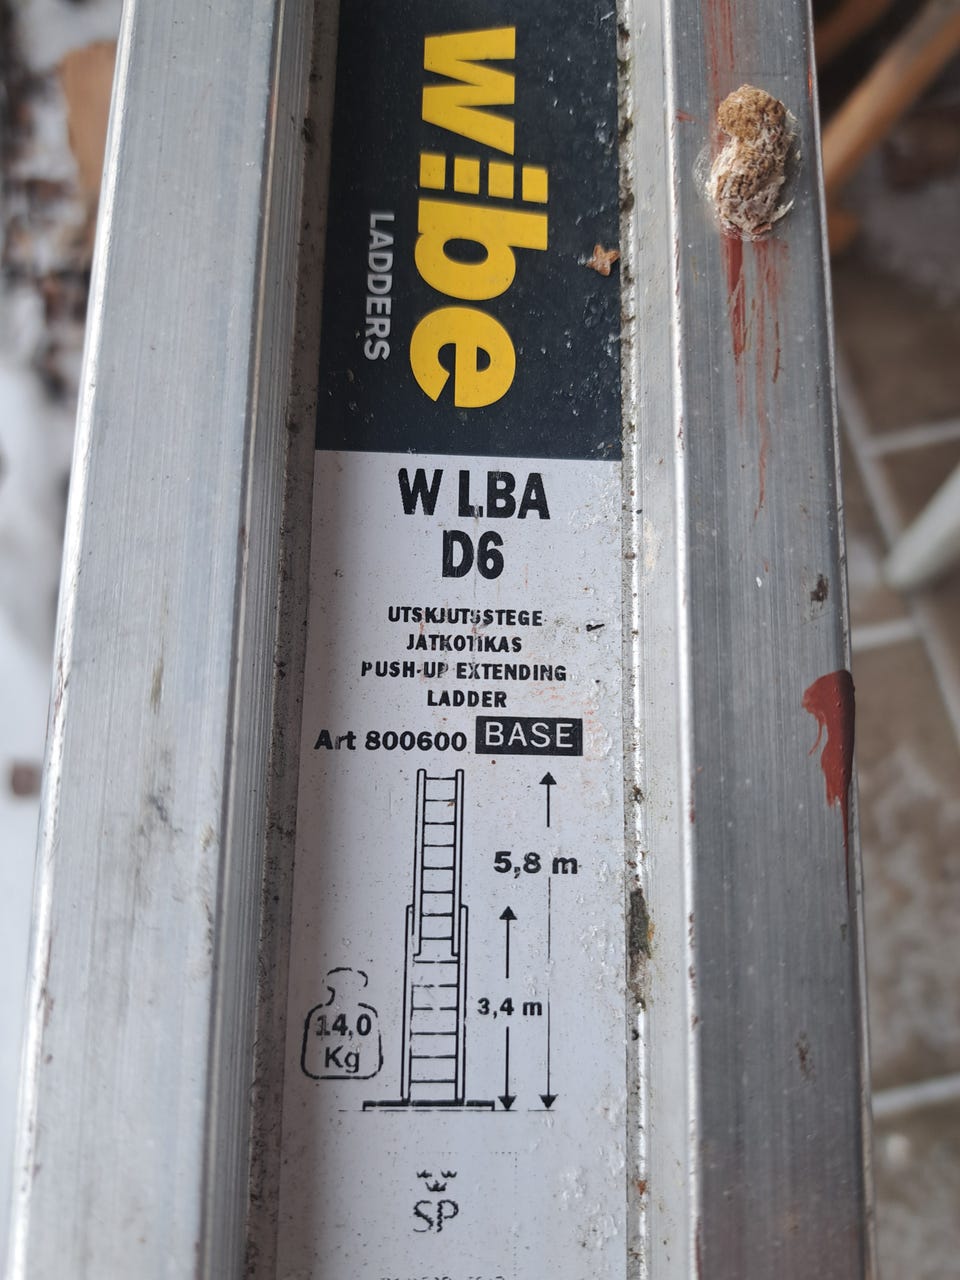 wibe
LADDERS
W LBA
D6
UTSKJUTSSTEGE
JATKOTIKAS
PUSH-UP EXTENDING
LADDER
Art 800600 BASE
5,8 m
3,4 m
14,0
Kg
SP